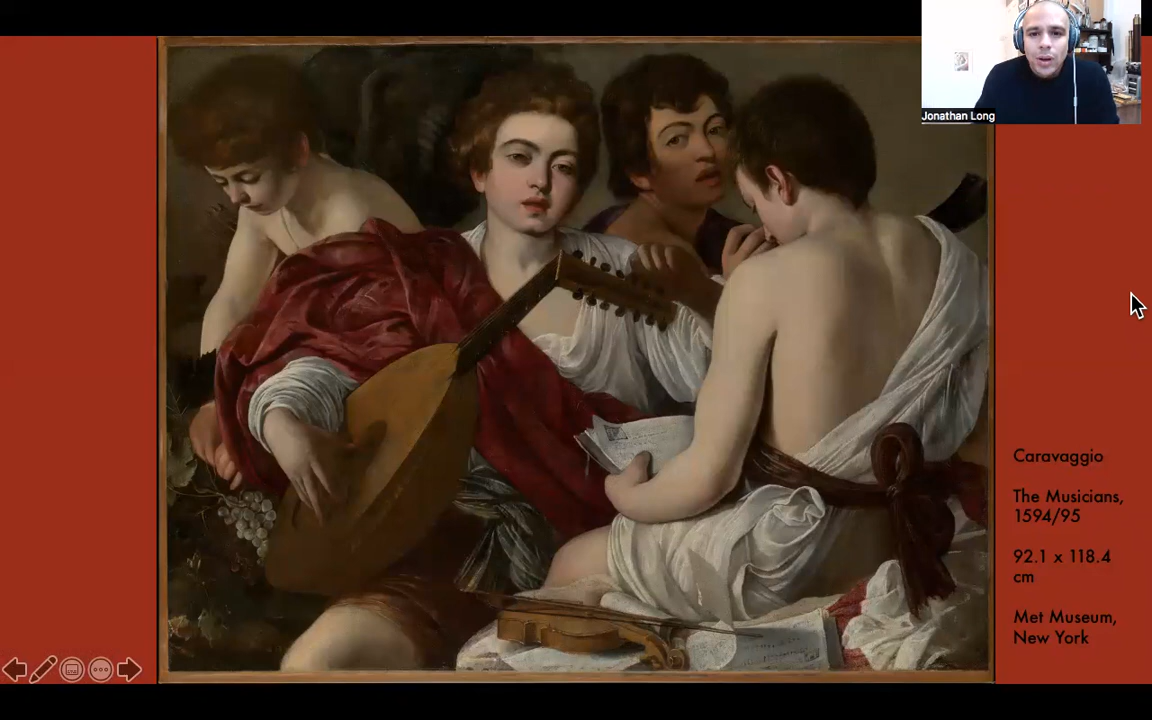 Jonathan Long
Caravaggio
The Musicians,
1594/95
92.1 x 118.4
cm
Met Museum,
New York